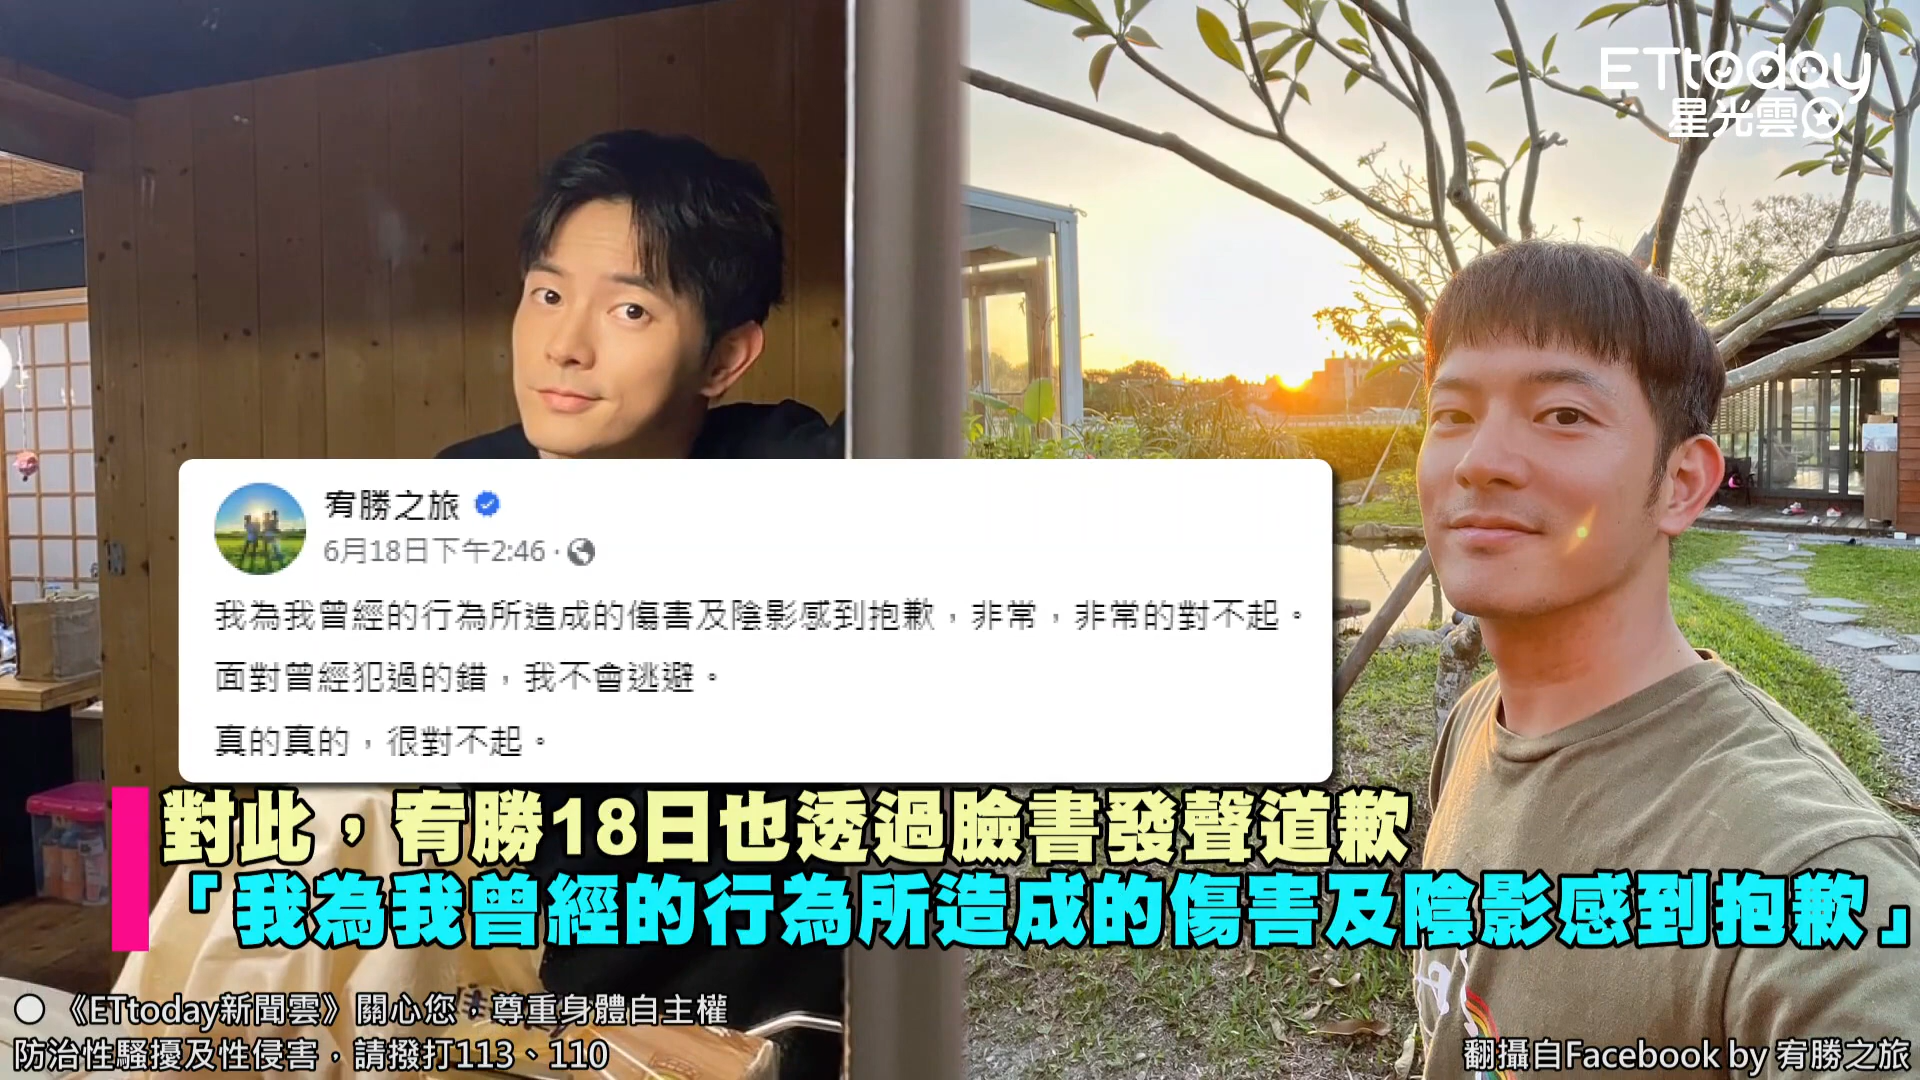 ETtoday
星光雲
宥勝之旅
6月18日下午2:46 ·
我為我曾經的行為所造成的傷害及陰影感到抱歉，非常，非常的對不起。
面對曾經犯過的錯，我不會逃避。
真的真的，很對不起。
對此，宥勝18日也透過臉書發聲道歉
「我為我曾經的行為所造成的傷害及陰影感到抱歉」
○《ETtoday新聞雲》關心您，尊重身體自主權
防治性騷擾及性侵害，請撥打113、110
翻攝自Facebook by 宥勝之旅